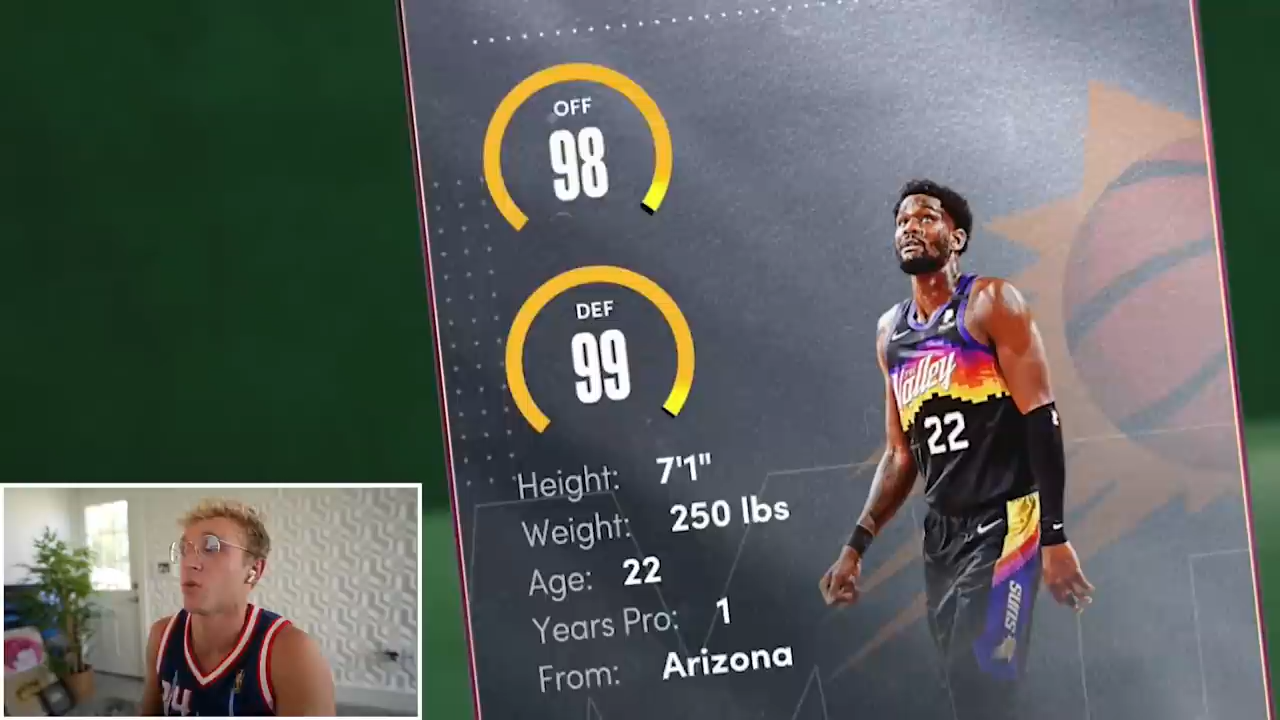 OFF
98
DEF
99
Height: 7'1"
Weight: 250 lbs
Age: 22
Years Pro: 1
From: Arizona
Valley
22
SUNS